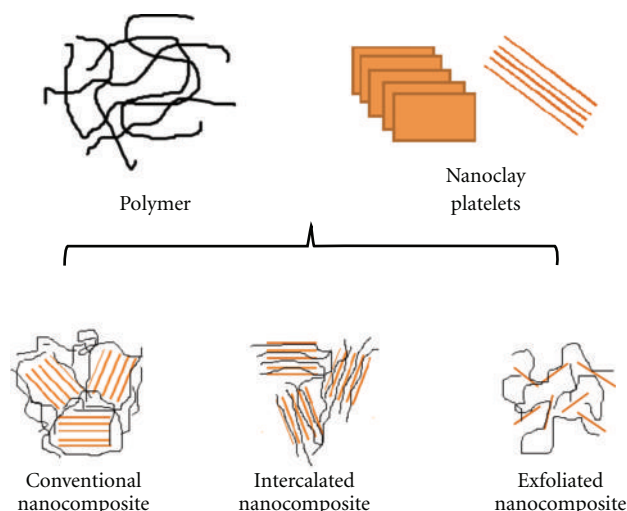 Polymer
Nanoclay
platelets
Conventional
nanocomposite
Intercalated
nanocomposite
Exfoliated
nanocomposite